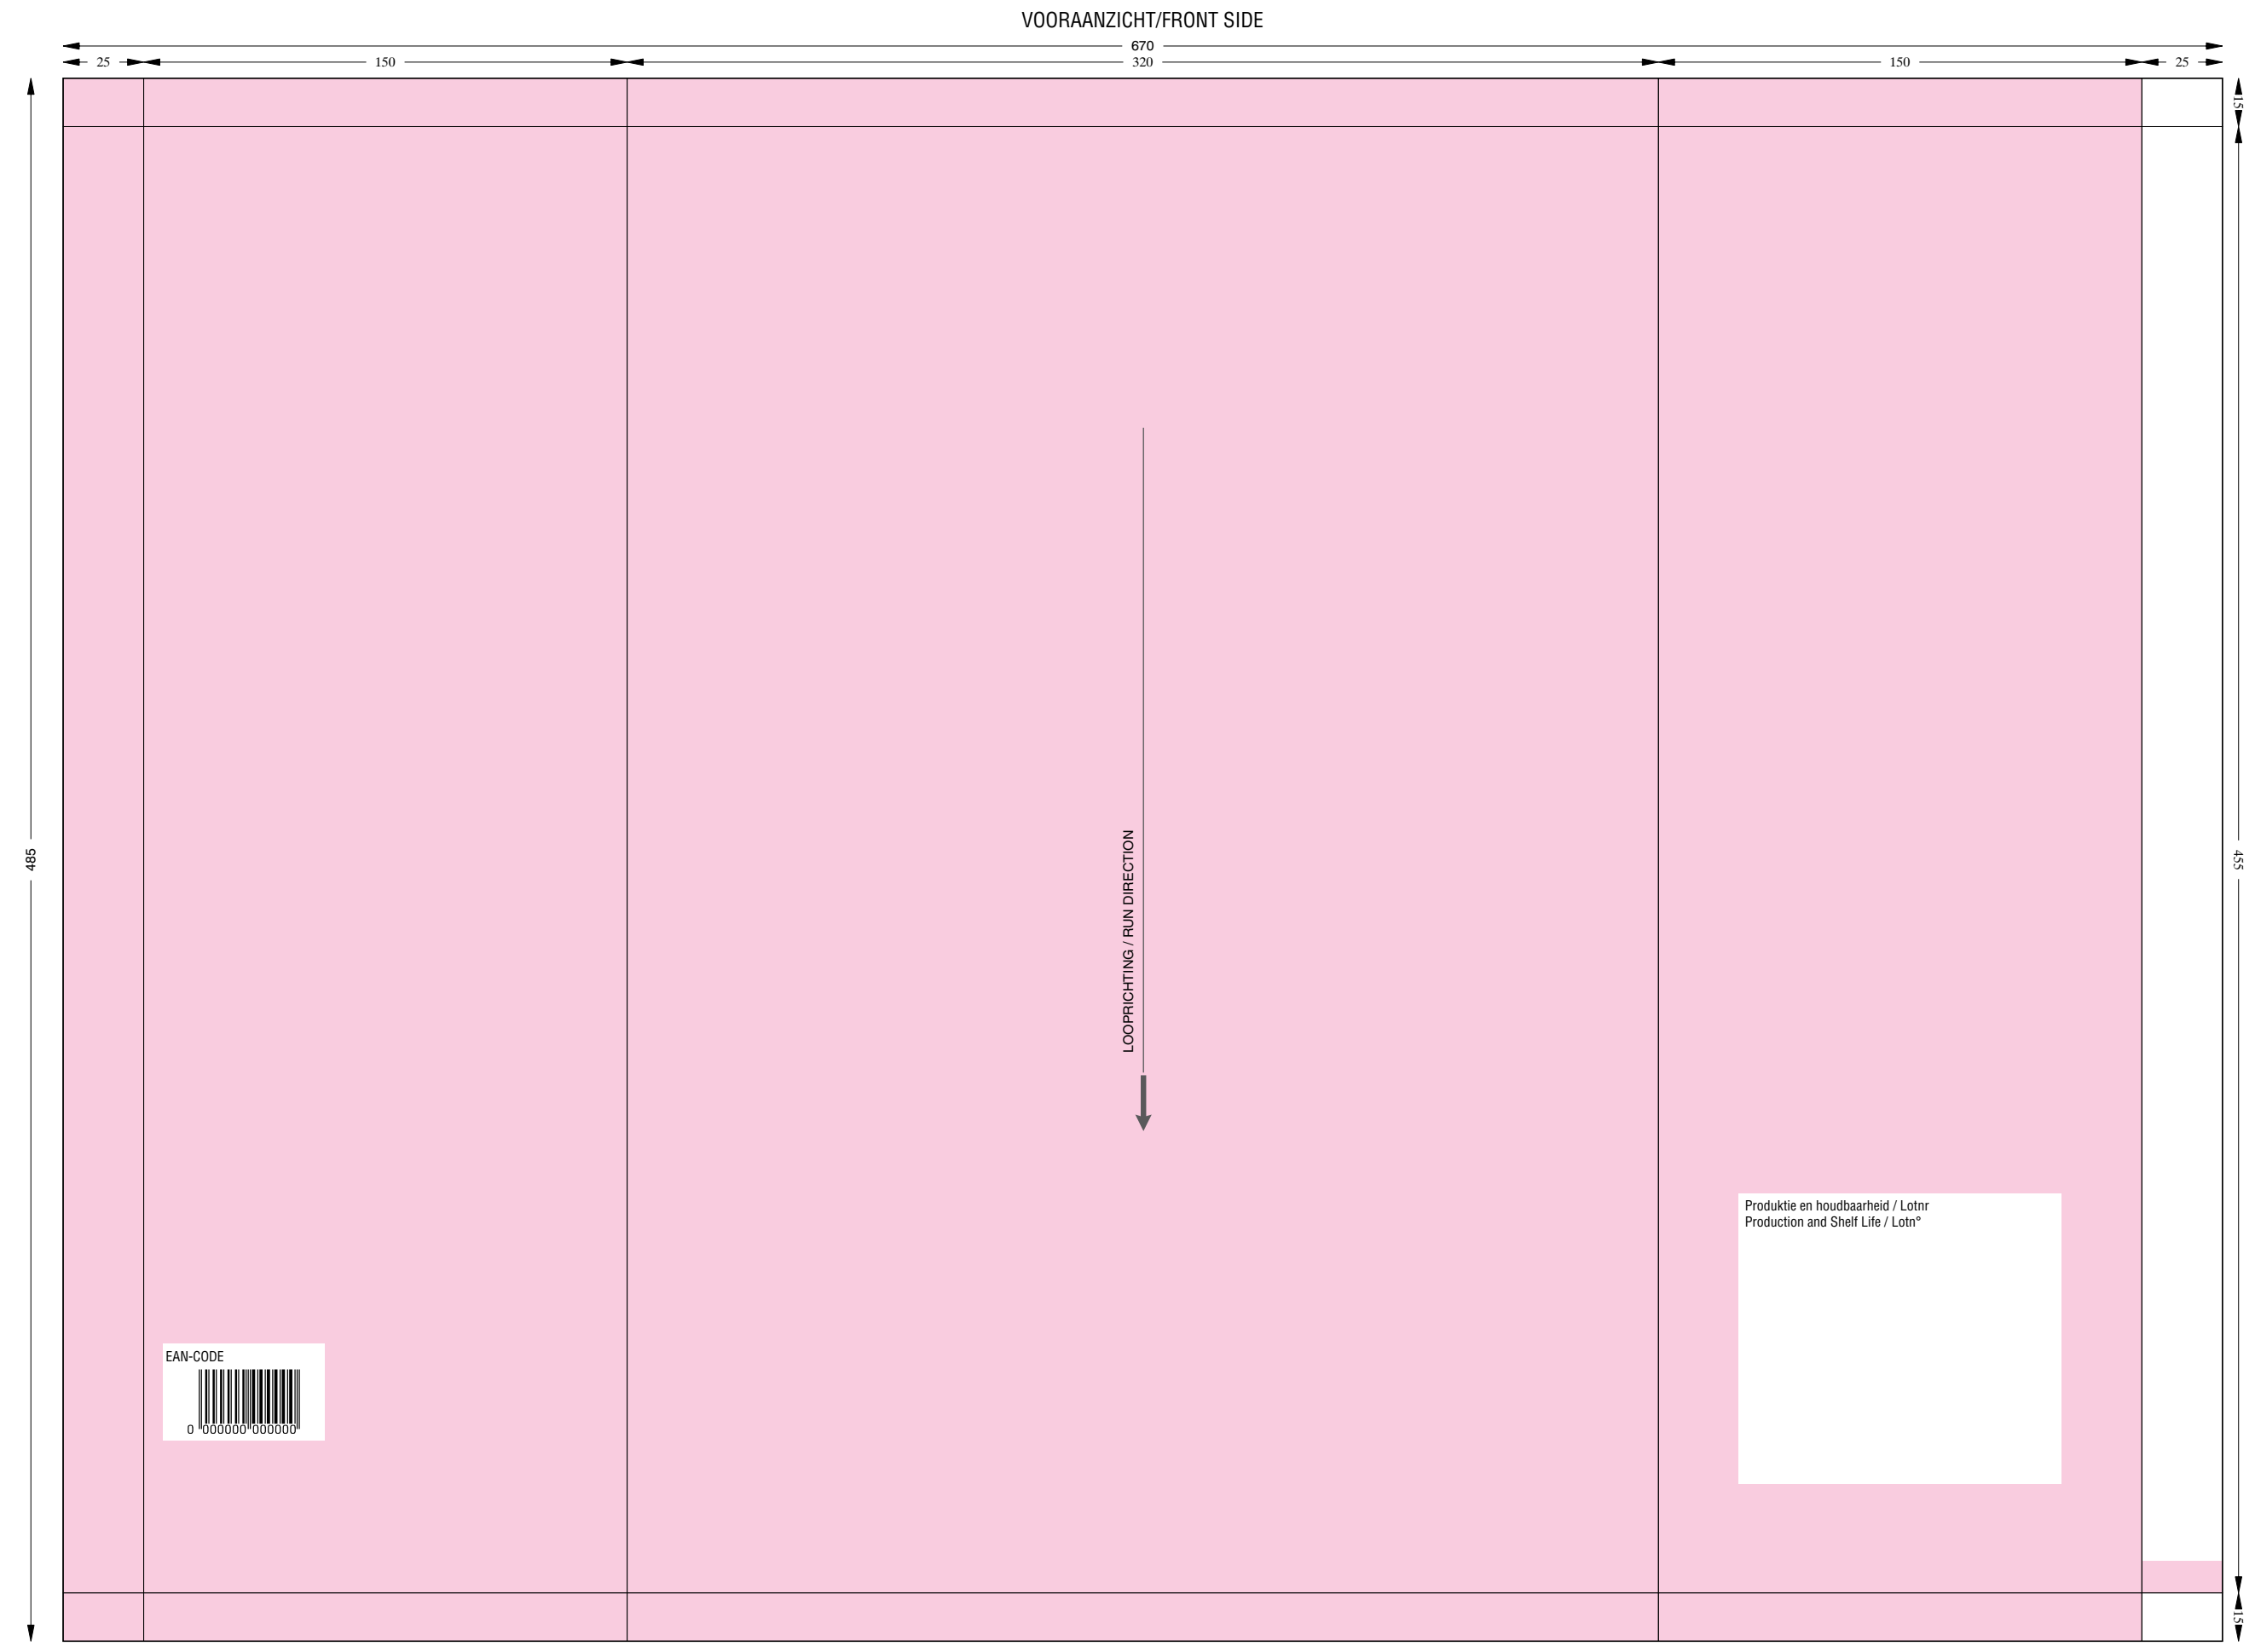 VOORAANZICHT/FRONT SIDE
670
25 150 320 150 25
15
485
455
LOOPRICHTING / RUN DIRECTION
Produktie en houdbaarheid / Lotnr
Production and Shelf Life / Lotn°
EAN-CODE
0 000000 000000
15